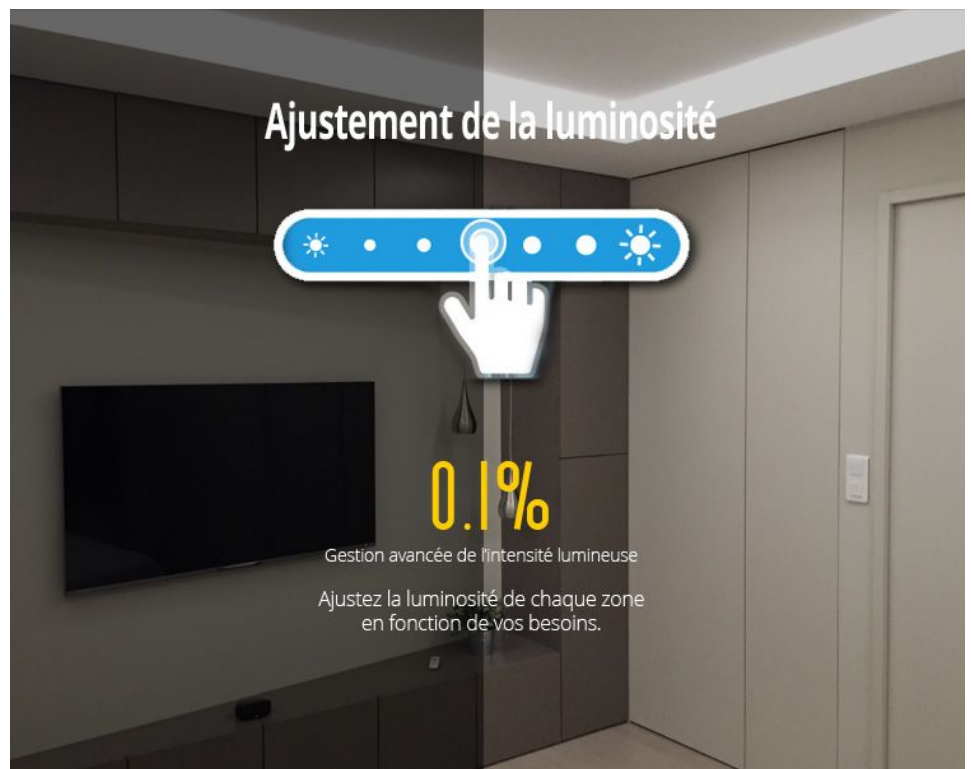 Ajustement de la luminosité
0.1%
Gestion avancée de l'intensité lumineuse
Ajustez la luminosité de chaque zone
en fonction de vos besoins.